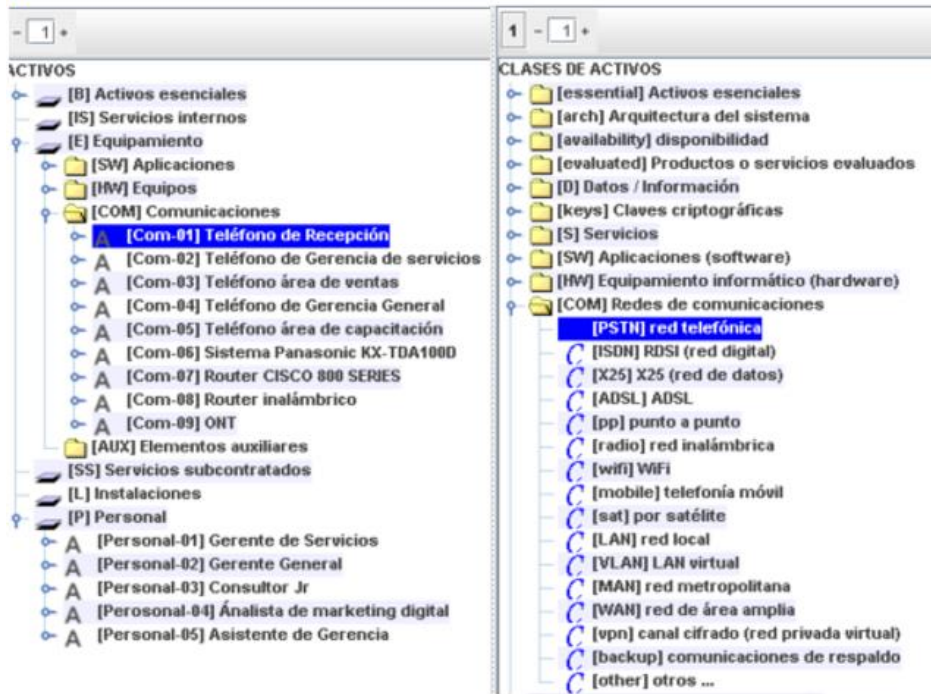 - 1 +
ACTIVOS
[B] Activos esenciales
[IS] Servicios internos
[E] Equipamiento
[SW] Aplicaciones
[HW] Equipos
[COM] Comunicaciones
A [Com-01] Teléfono de Recepción
A [Com-02] Teléfono de Gerencia de servicios
A [Com-03] Teléfono área de ventas
A [Com-04] Teléfono de Gerencia General
A [Com-05] Teléfono área de capacitación
A [Com-06] Sistema Panasonic KX-TDA100D
A [Com-07] Router CISCO 800 SERIES
A [Com-08] Router inalámbrico
A [Com-09] ONT
[AUX] Elementos auxiliares
[SS] Servicios subcontratados
[L] Instalaciones
[P] Personal
A [Personal-01] Gerente de Servicios
A [Personal-02] Gerente General
A [Personal-03] Consultor Jr
A [Perosonal-04] Ánalista de marketing digital
A [Personal-05] Asistente de Gerencia
1 - 1 +
CLASES DE ACTIVOS
[essential] Activos esenciales
[arch] Arquitectura del sistema
[availability] disponibilidad
[evaluated] Productos o servicios evaluados
[D] Datos / Información
[keys] Claves criptográficas
[S] Servicios
[SW] Aplicaciones (software)
[HW] Equipamiento informático (hardware)
[COM] Redes de comunicaciones
[PSTN] red telefónica
[ISDN] RDSI (red digital)
[X25] X25 (red de datos)
[ADSL] ADSL
[pp] punto a punto
[radio] red inalámbrica
[wifi] WiFi
[mobile] telefonía móvil
[sat] por satélite
[LAN] red local
[VLAN] LAN virtual
[MAN] red metropolitana
[WAN] red de área amplia
[vpn] canal cifrado (red privada virtual)
[backup] comunicaciones de respaldo
[other] otros ...